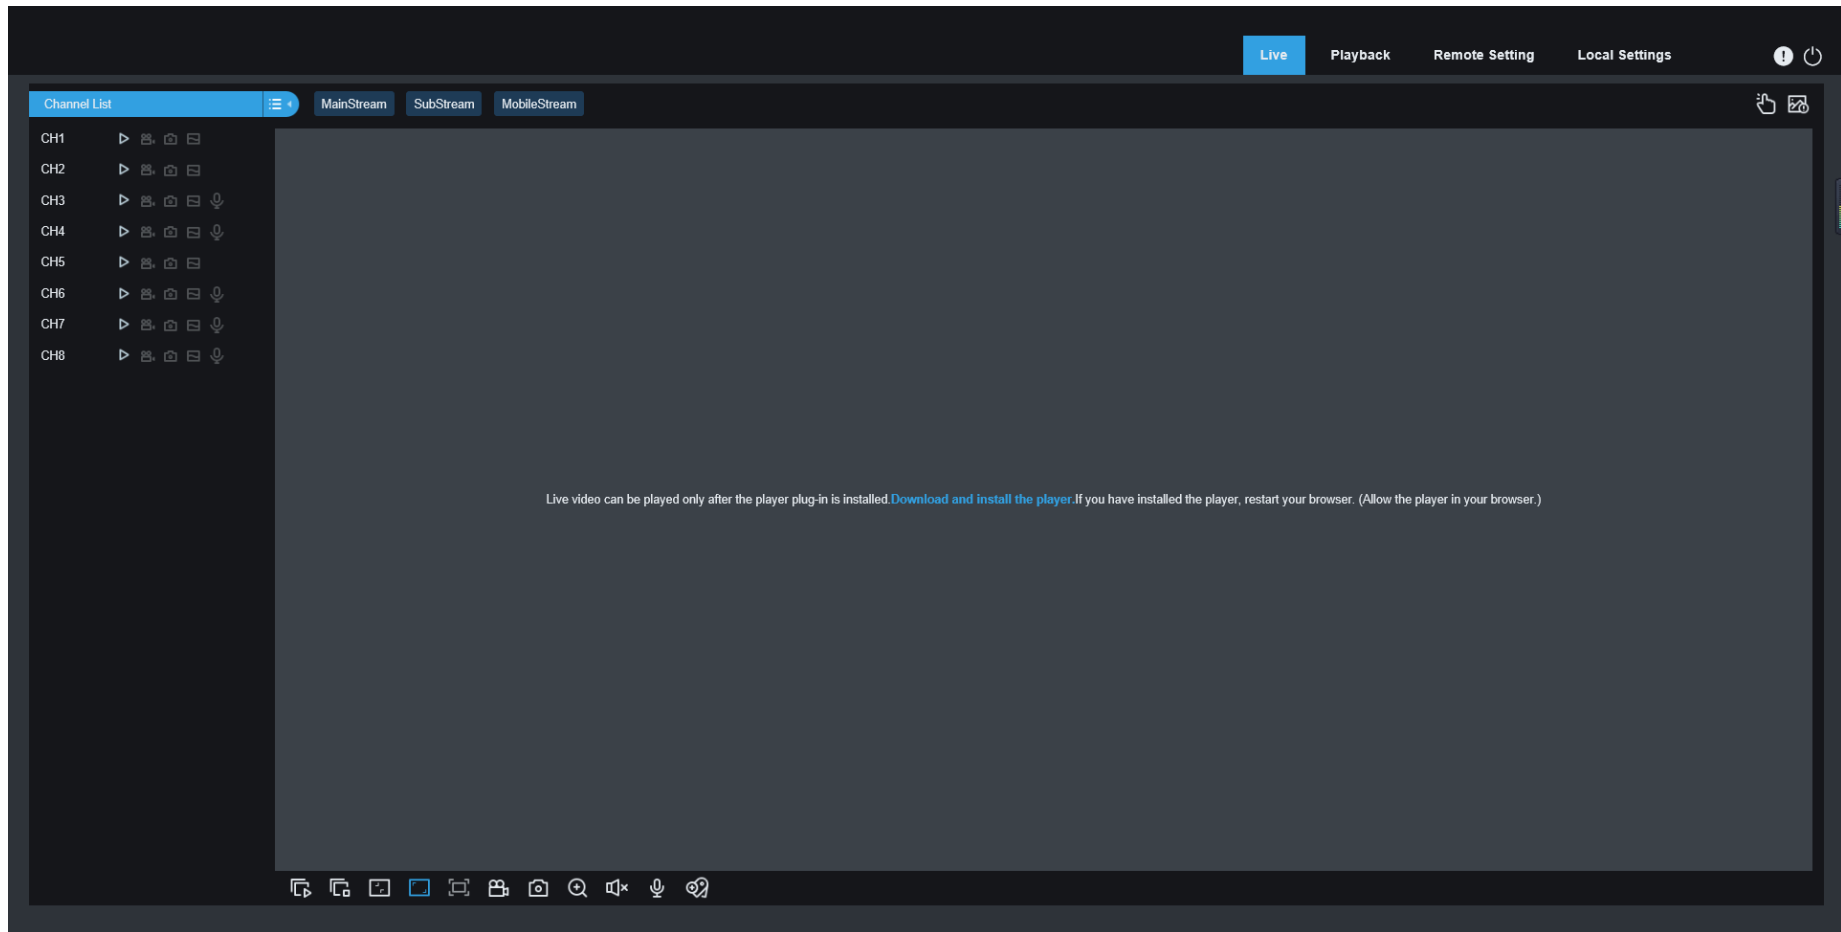 Live Playback Remote Setting Local Settings
Channel List MainStream SubStream MobileStream
CH1
CH2
CH3
CH4
CH5
CH6
CH7
CH8
Live video can be played only after the player plug-in is installed.Download and install the player.If you have installed the player, restart your browser. (Allow the player in your browser.)